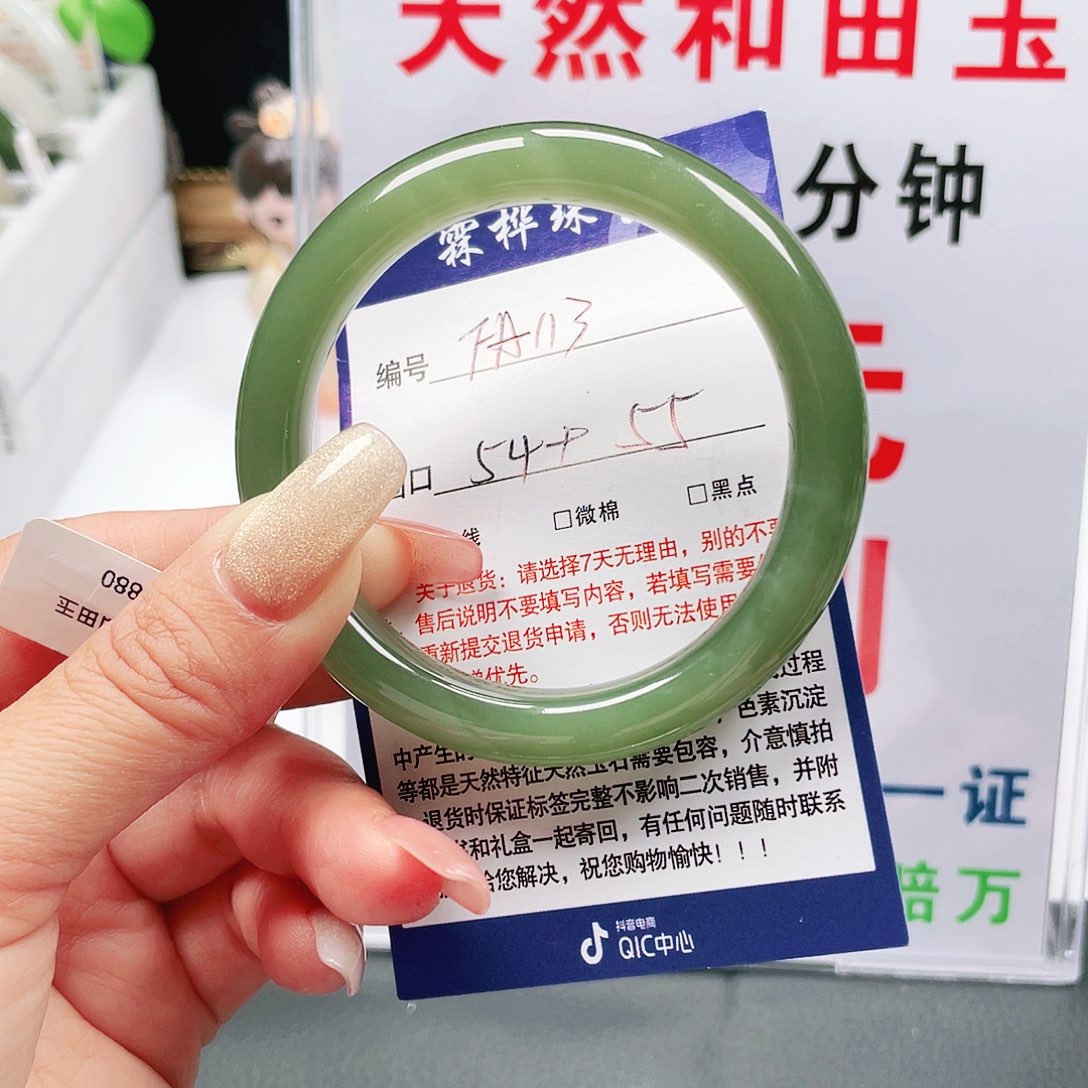 天然和田玉
分钟
霖桦珠
编号 FA113
口 54+ 55
线 □微棉 □黑点
关于退货：请选择7天无理由，别的不要
售后说明不要填写内容，若填写需要
重新提交退货申请，否则无法使用
优先。
过程
中产生的 色素沉淀
等都是天然特征天然玉石需要包容，介意慎拍
退货时保证标签完整不影响二次销售，并附
和礼盒一起寄回，有任何问题随时联系
给您解决，祝您购物愉快！！！
抖音电商
QIC中心
一证
赔万
880
田玉